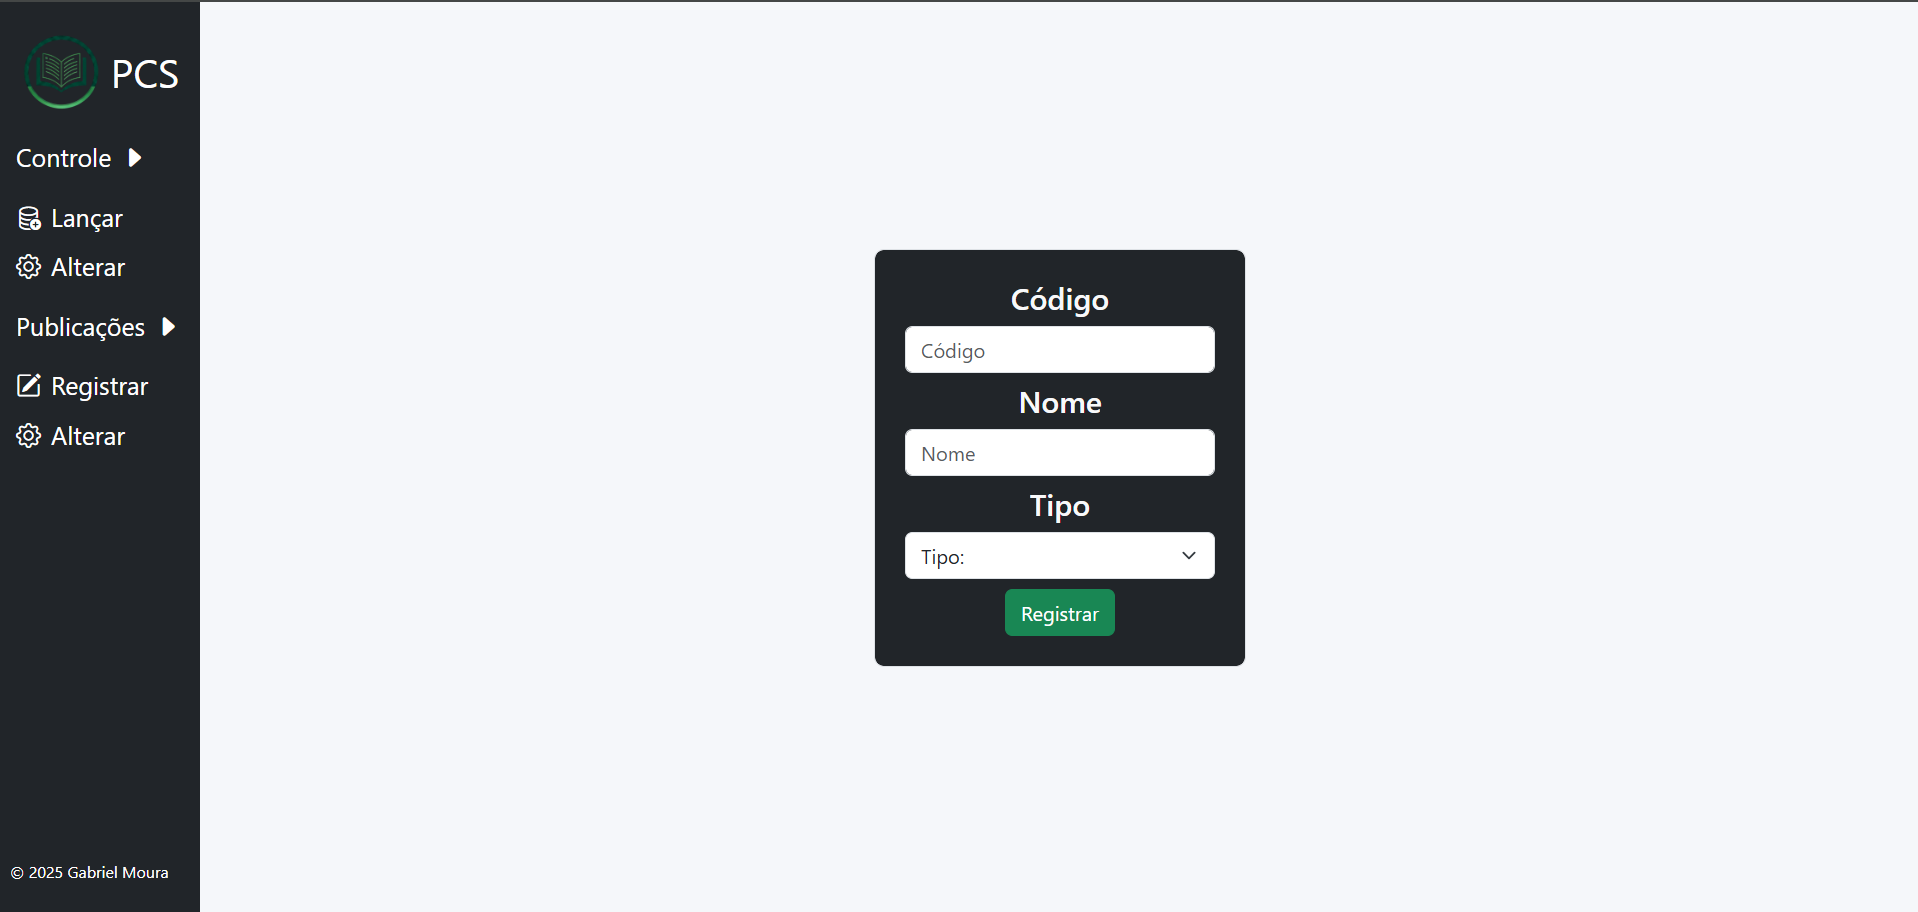 PCS
Controle
Lançar
Alterar
Publicações
Registrar
Alterar
© 2025 Gabriel Moura
Código
Código
Nome
Nome
Tipo
Tipo:
Registrar